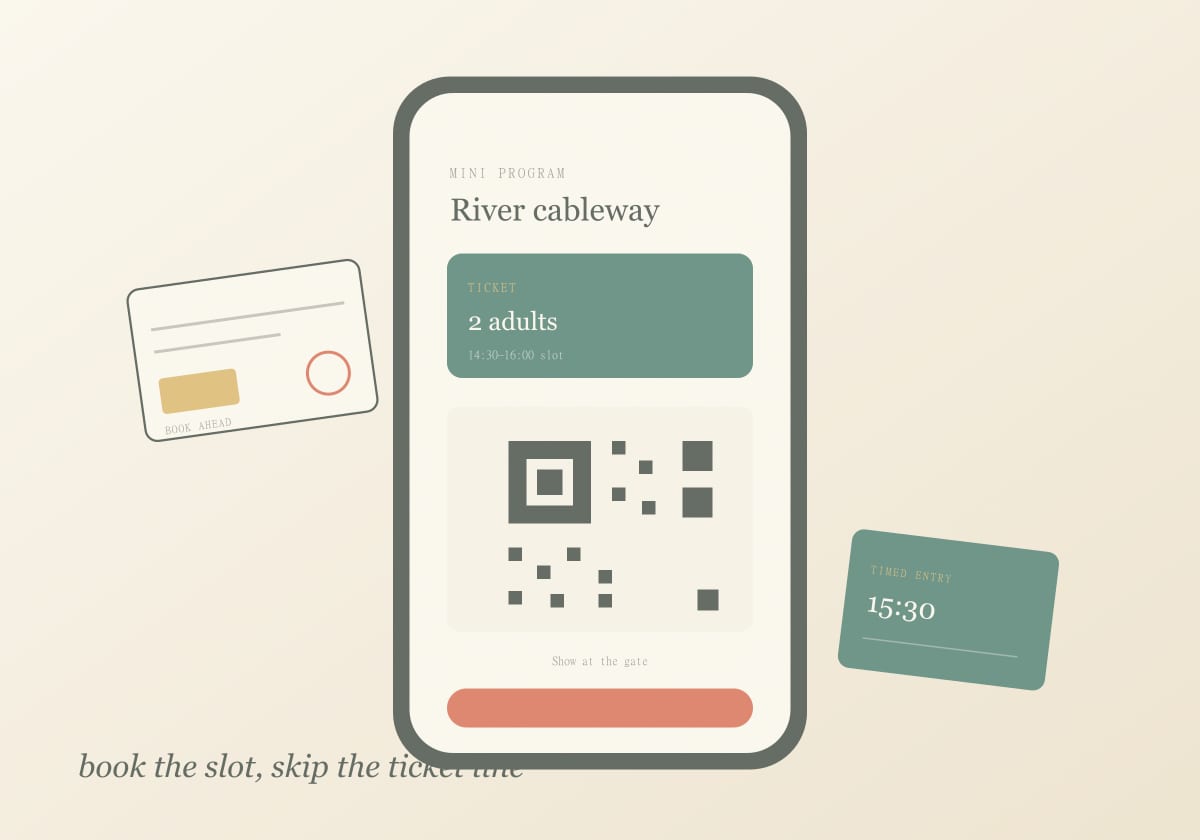 MINI PROGRAM
River cableway
TICKET
2 adults
14:30–16:00 slot
BOOK AHEAD
TIMED ENTRY
15:30
Show at the gate
book the slot, skip the ticket line